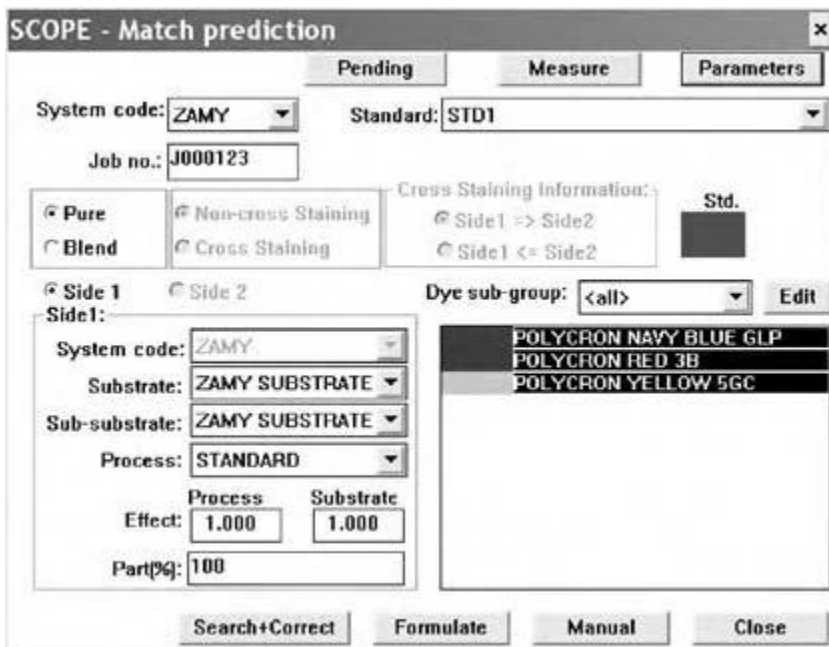 SCOPE - Match prediction
Pending Measure Parameters
System code: ZAMY Standard: STD1
Job no.: J000123
Pure Non-cross Staining Cross Staining Information: Std.
Blend Cross Staining Side1 => Side2
Side1 <= Side2
Side 1 Side 2 Dye sub-group: <all> Edit
Side1:
System code: ZAMY POLYCRON NAVY BLUE GLP
Substrate: ZAMY SUBSTRATE POLYCRON RED 3B
Sub-substrate: ZAMY SUBSTRATE POLYCRON YELLOW 5GC
Process: STANDARD
Process Substrate
Effect: 1.000 1.000
Part(%): 100
Search+Correct Formulate Manual Close